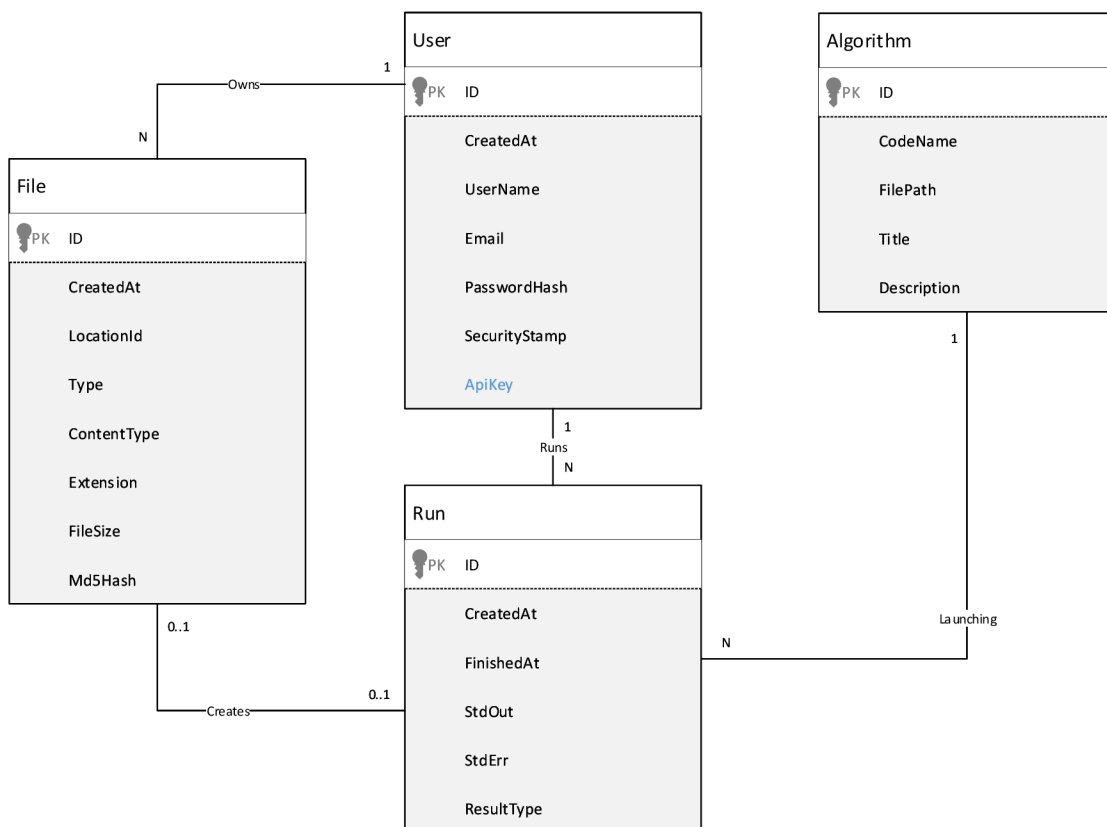 User
PK ID
CreatedAt
UserName
Email
PasswordHash
SecurityStamp
ApiKey
Algorithm
PK ID
CodeName
FilePath
Title
Description
1
Owns
N
File
PK ID
CreatedAt
LocationId
Type
ContentType
Extension
FileSize
Md5Hash
1
Runs
N
1
Launching
N
Run
PK ID
CreatedAt
FinishedAt
StdOut
StdErr
ResultType
0..1
Creates
0..1